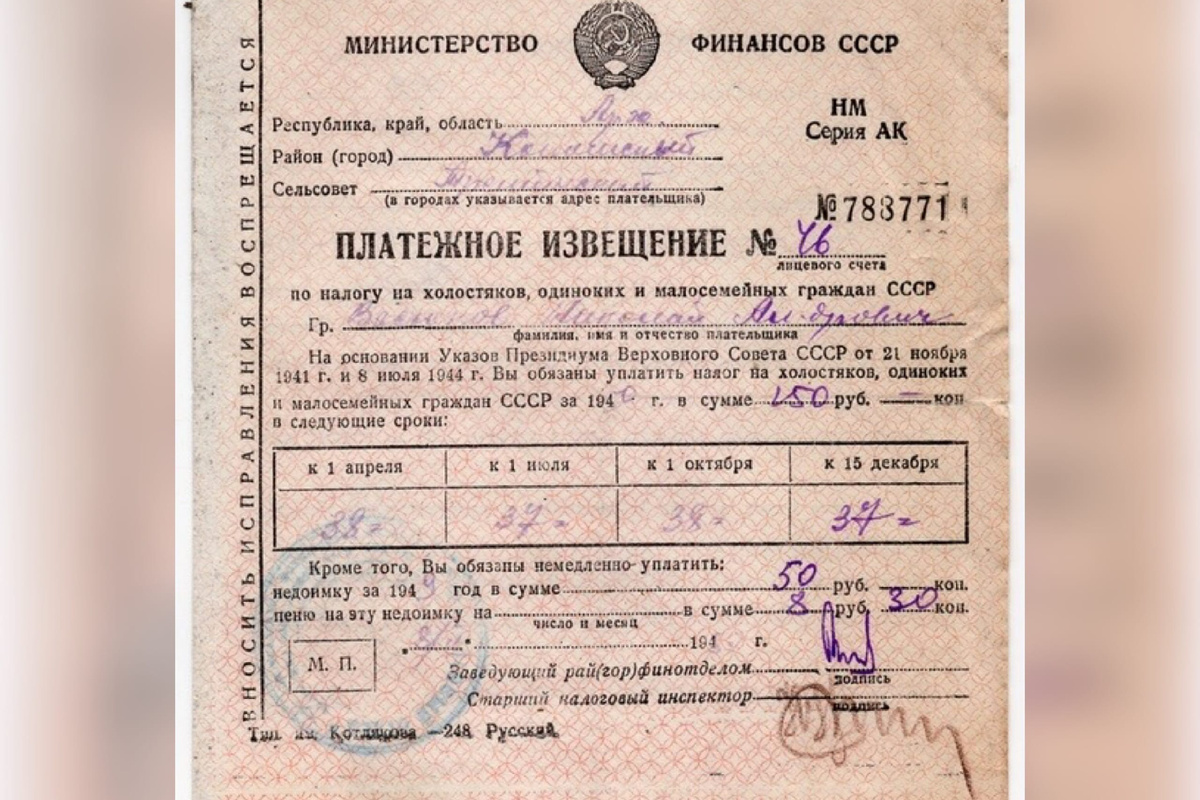 МИНИСТЕРСТВО ФИНАНСОВ СССР
НМ
Серия АК
Республика, край, область Арх.
Район (город)
Сельсовет
(в городах указывается адрес плательщика)
№ 788771
ПЛАТЕЖНОЕ ИЗВЕЩЕНИЕ № 46
лицевого счета
по налогу на холостяков, одиноких и малосемейных граждан СССР
Гр. Николай
фамилия, имя и отчество плательщика
На основании Указов Президиума Верховного Совета СССР от 21 ноября
1941 г. и 8 июля 1944 г. Вы обязаны уплатить налог на холостяков, одиноких
и малосемейных граждан СССР за 194 г. в сумме 150 руб. — коп
в следующие сроки:
к 1 апреля к 1 июля к 1 октября к 15 декабря
38= 37= 38= 37=
Кроме того, Вы обязаны немедленно уплатить:
недоимку за 1949 год в сумме 50 руб. коп.
пеню на эту недоимку на в сумме 8 руб. 30 коп.
число и месяц
194 г.
М. П.
Заведующий рай(гор)финотделом
подпись
Старший налоговый инспектор
подпись
Тип. им. Котлякова —248 Русский.
ВНОСИТЬ ИСПРАВЛЕНИЯ ВОСПРЕЩАЕТСЯ